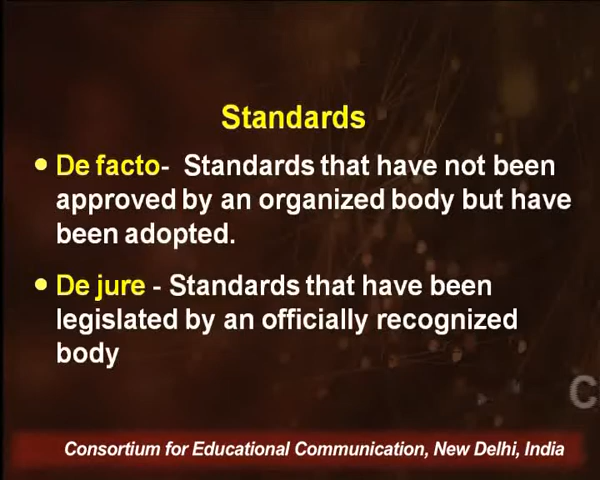 Standards
• De facto- Standards that have not been
approved by an organized body but have
been adopted.
• De jure - Standards that have been
legislated by an officially recognized
body
C
Consortium for Educational Communication, New Delhi, India